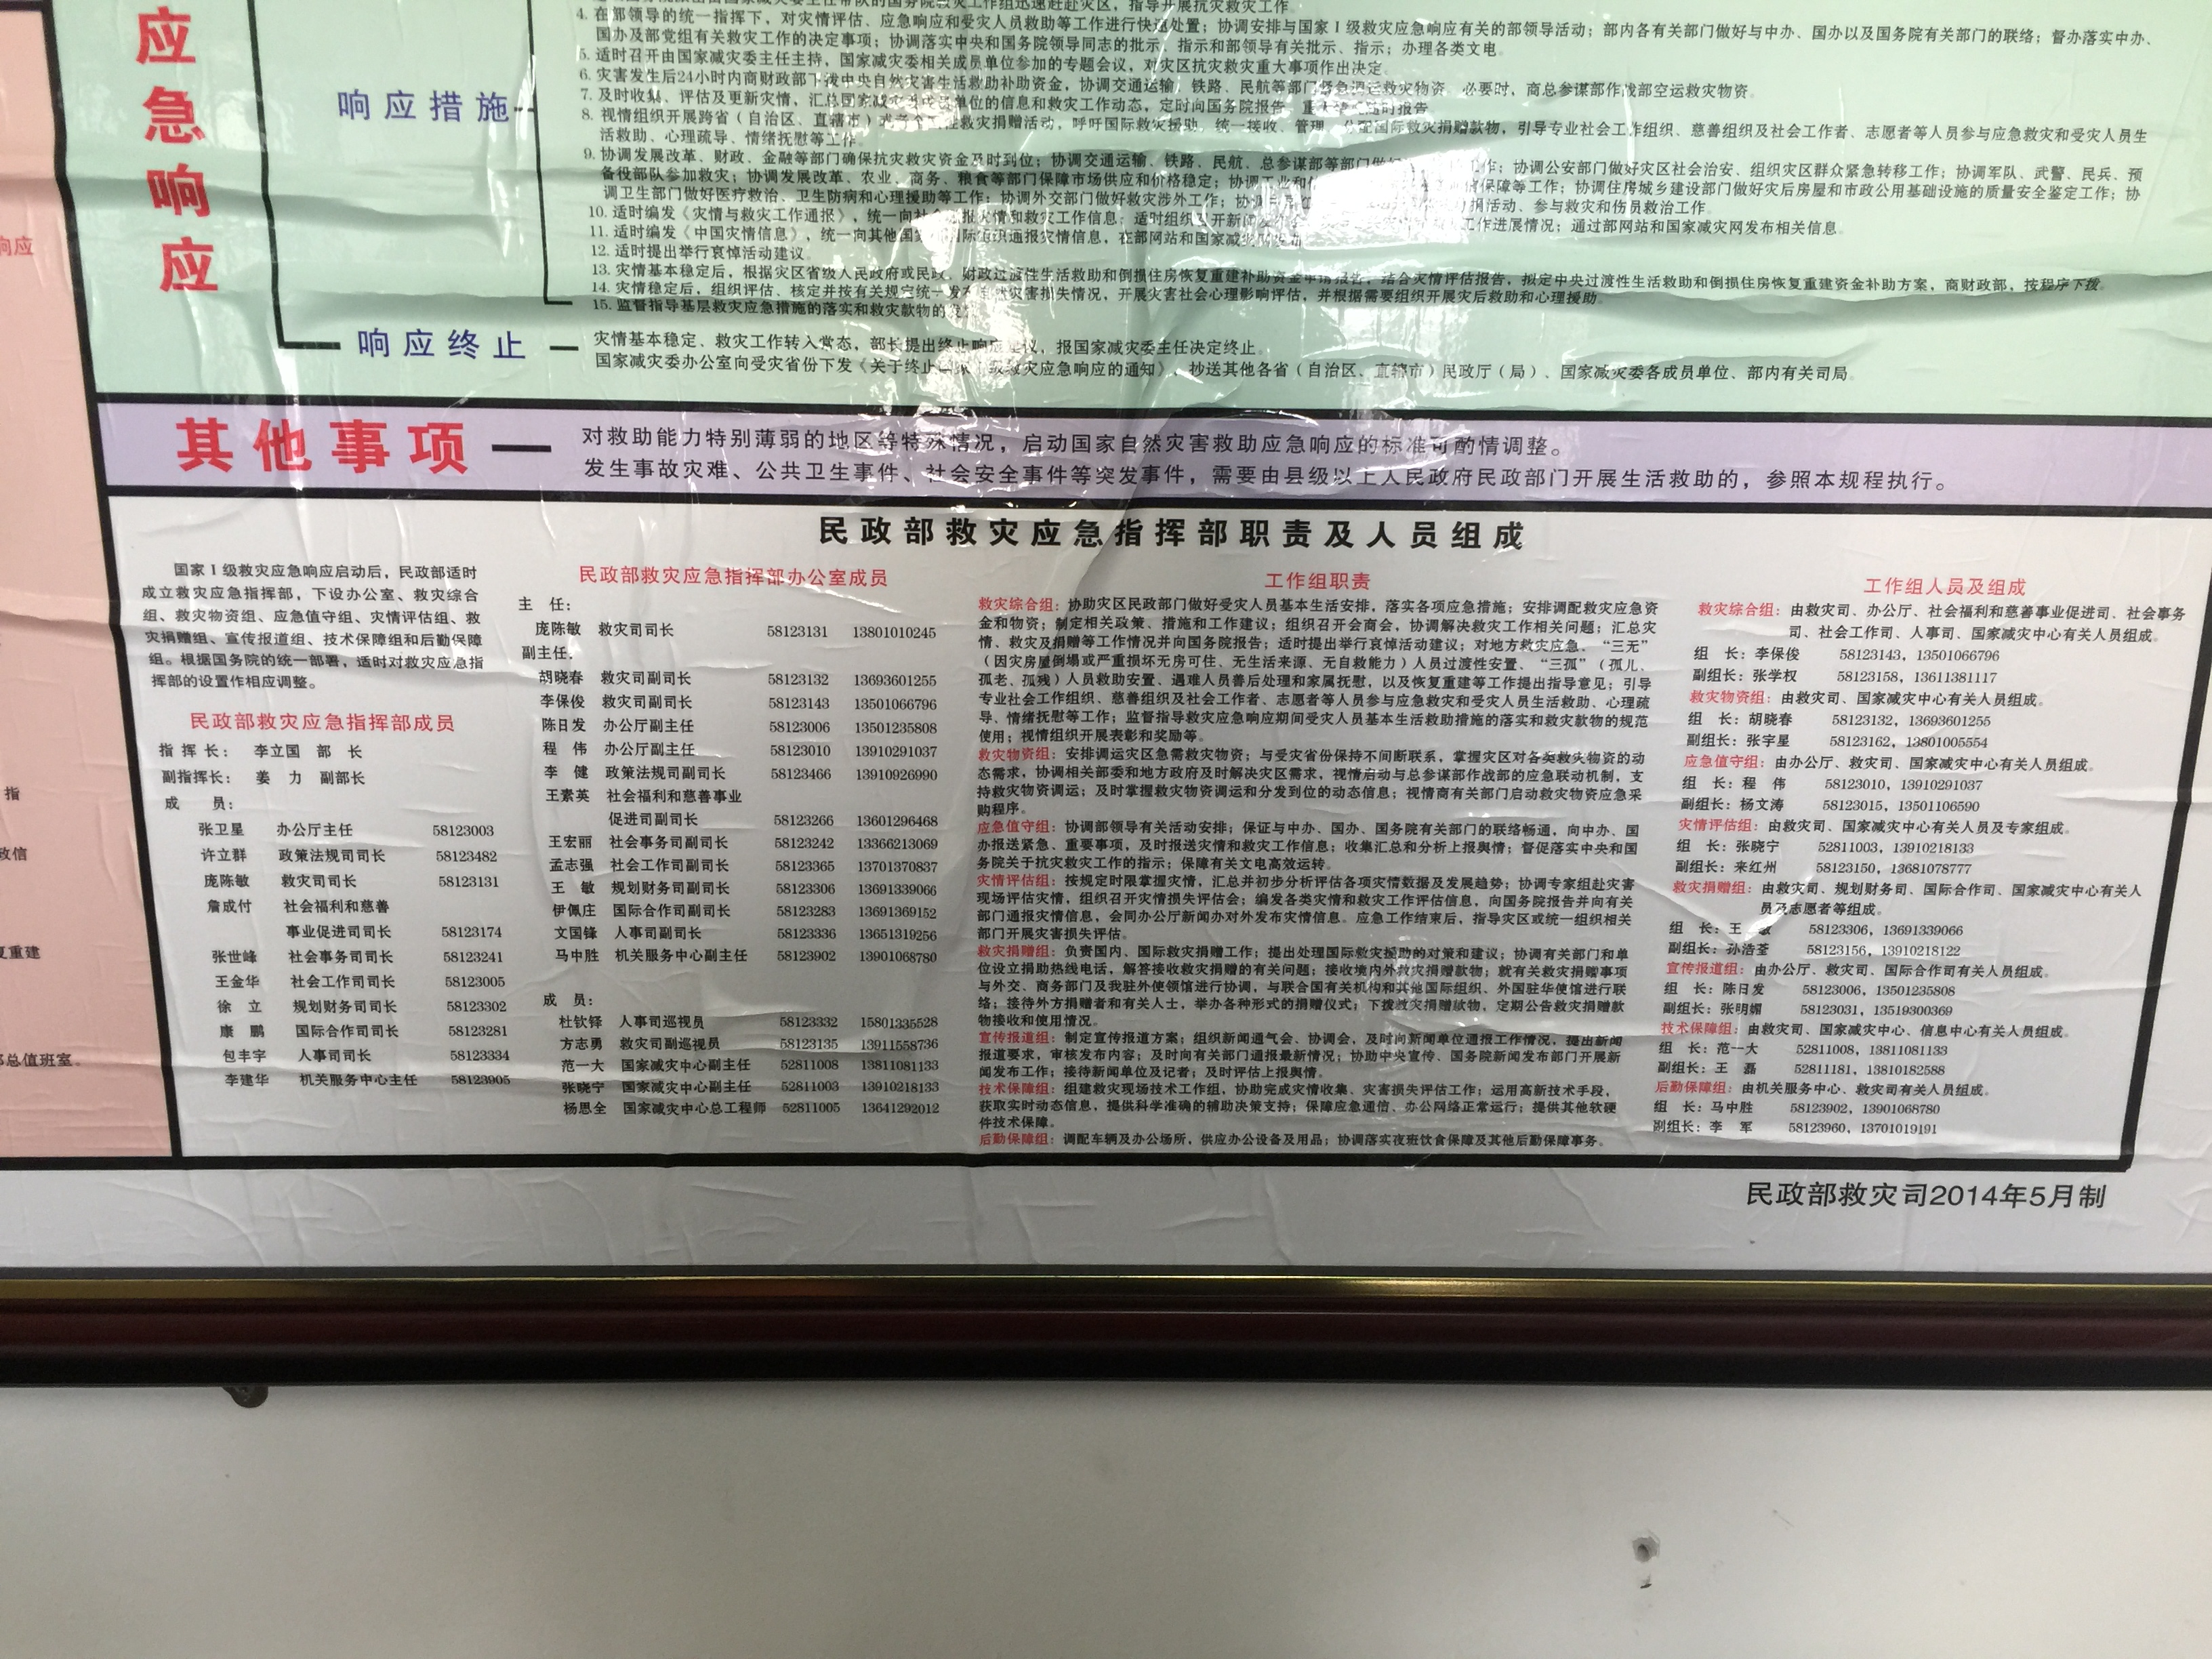 应急响应
响应措施
4. 在部领导的统一指挥下，对灾情评估、应急响应和受灾人员救助等工作进行快速处置；协调安排与国家Ⅰ级救灾应急响应有关的部领导活动；部内各有关部门做好与中办、国办以及国务院有关部门的联络；督办落实中办、
国办及部党组有关救灾工作的决定事项；协调落实中央和国务院领导同志的批示、指示和部领导有关批示、指示；办理各类文电。
5. 适时召开由国家减灾委主任主持，国家减灾委相关成员单位参加的专题会议，对灾区抗灾救灾重大事项作出决定。
6. 灾害发生后24小时内商财政部下拨中央自然灾害生活救助补助资金，协调交通运输、铁路、民航等部门紧急调运救灾物资。必要时，商总参谋部作战部空运救灾物资。
7. 及时收集、评估及更新灾情，汇总国家减灾委成员单位的信息和救灾工作动态，定时向国务院报告，重大情况随时报告。
8. 视情组织开展跨省（自治区、直辖市）或 救灾捐赠活动，呼吁国际救灾援助，统一接收、管理、分配国际救灾捐赠款物，引导专业社会工作组织、慈善组织及社会工作者、志愿者等人员参与应急救灾和受灾人员生
活救助、心理疏导、情绪抚慰等工作。
9. 协调发展改革、财政、金融等部门确保抗灾救灾资金及时到位；协调交通运输、铁路、民航、总参谋部等部门做好 工作；协调公安部门做好灾区社会治安、组织灾区群众紧急转移工作；协调军队、武警、民兵、预
备役部队参加救灾；协调发展改革、农业、商务、粮食等部门保障市场供应和价格稳定；协调工业和 保障等工作；协调住房城乡建设部门做好灾后房屋和市政公用基础设施的质量安全鉴定工作；协
调卫生部门做好医疗救治、卫生防病和心理援助等工作；协调外交部门做好救灾涉外工作；协 活动、参与救灾和伤员救治工作。
10. 适时编发《灾情与救灾工作通报》，统一向社会 报灾情和救灾工作信息；适时组织召开新闻 工作进展情况；通过部网站和国家减灾网发布相关信息。
11. 适时编发《中国灾情信息》，统一向其他国家 国际组织通报灾情信息，在部网站和国家减灾网发布
12. 适时提出举行哀悼活动建议。
13. 灾情基本稳定后，根据灾区省级人民政府或民政、财政过渡性生活救助和倒损住房恢复重建补助资金申请报告，结合灾情评估报告，拟定中央过渡性生活救助和倒损住房恢复重建资金补助方案，商财政部，按程序下拨。
14. 灾情稳定后，组织评估、核定并按有关规定统一发布自然灾害损失情况，开展灾害社会心理影响评估，并根据需要组织开展灾后救助和心理援助。
15. 监督指导基层救灾应急措施的落实和救灾款物的
响应终止
灾情基本稳定、救灾工作转入常态，部长提出终止响应建议，报国家减灾委主任决定终止。
国家减灾委办公室向受灾省份下发《关于终止 救灾应急响应的通知》，抄送其他各省（自治区、直辖市）民政厅（局）、国家减灾委各成员单位、部内有关司局。
其他事项
对救助能力特别薄弱的地区等特殊情况，启动国家自然灾害救助应急响应的标准可酌情调整。
发生事故灾难、公共卫生事件、社会安全事件等突发事件，需要由县级以上人民政府民政部门开展生活救助的，参照本规程执行。
民政部救灾应急指挥部职责及人员组成
国家Ⅰ级救灾应急响应启动后，民政部适时
成立救灾应急指挥部，下设办公室、救灾综合
组、救灾物资组、应急值守组、灾情评估组、救
灾捐赠组、宣传报道组、技术保障组和后勤保障
组。根据国务院的统一部署，适时对救灾应急指
挥部的设置作相应调整。
民政部救灾应急指挥部成员
指挥长：李立国 部 长
副指挥长：姜 力 副部长
成 员：
张卫星 办公厅主任 58123003
许立群 政策法规司司长 58123482
庞陈敏 救灾司司长 58123131
詹成付 社会福利和慈善
事业促进司司长 58123174
张世峰 社会事务司司长 58123241
王金华 社会工作司司长 58123005
徐 立 规划财务司司长 58123302
康 鹏 国际合作司司长 58123281
包丰宇 人事司司长 58123334
李建华 机关服务中心主任 58123905
民政部救灾应急指挥部办公室成员
主 任：
庞陈敏 救灾司司长 58123131 13801010245
副主任：
胡晓春 救灾司副司长 58123132 13693601255
李保俊 救灾司副司长 58123143 13501066796
陈日发 办公厅副主任 58123006 13501235808
程 伟 办公厅副主任 58123010 13910291037
李 健 政策法规司副司长 58123466 13910926990
王素英 社会福利和慈善事业
促进司副司长 58123266 13601296468
王宏丽 社会事务司副司长 58123242 13366213069
孟志强 社会工作司副司长 58123365 13701370837
王 敏 规划财务司副司长 58123306 13691339066
伊佩庄 国际合作司副司长 58123283 13691369152
文国锋 人事司副司长 58123336 13651319256
马中胜 机关服务中心副主任 58123902 13901068780
成 员：
杜钦铎 人事司巡视员 58123332 15801335528
方志勇 救灾司副巡视员 58123135 13911558736
范一大 国家减灾中心副主任 52811008 13811081133
张晓宁 国家减灾中心副主任 52811003 13910218133
杨思全 国家减灾中心总工程师 52811005 13641292012
工作组职责
救灾综合组：协助灾区民政部门做好受灾人员基本生活安排，落实各项应急措施；安排调配救灾应急资
金和物资；制定相关政策、措施和工作建议；组织召开会商会，协调解决救灾工作相关问题；汇总灾
情、救灾及捐赠等工作情况并向国务院报告；适时提出举行哀悼活动建议；对地方救灾应急、“三无”
（因灾房屋倒塌或严重损坏无房可住、无生活来源、无自救能力）人员过渡性安置、“三孤”（孤儿、
孤老、孤残）人员救助安置、遇难人员善后处理和家属抚慰，以及恢复重建等工作提出指导意见；引导
专业社会工作组织、慈善组织及社会工作者、志愿者等人员参与应急救灾和受灾人员生活救助、心理疏
导、情绪抚慰等工作；监督指导救灾应急响应期间受灾人员基本生活救助措施的落实和救灾款物的规范
使用；视情组织开展表彰和奖励等。
救灾物资组：安排调运灾区急需救灾物资；与受灾省份保持不间断联系，掌握灾区对各类救灾物资的动
态需求，协调相关部委和地方政府及时解决灾区需求，视情启动与总参谋部作战部的应急联动机制，支
持救灾物资调运；及时掌握救灾物资调运和分发到位的动态信息；视情商有关部门启动救灾物资应急采
购程序。
应急值守组：协调部领导有关活动安排；保证与中办、国办、国务院有关部门的联络畅通，向中办、国
办报送紧急、重要事项，及时报送灾情和救灾工作信息；收集汇总和分析上报舆情；督促落实中央和国
务院关于抗灾救灾工作的指示；保障有关文电高效运转。
灾情评估组：按规定时限掌握灾情，汇总并初步分析评估各项灾情数据及发展趋势；协调专家组赴灾害
现场评估灾情，组织召开灾情损失评估会；编发各类灾情和救灾工作评估信息，向国务院报告并向有关
部门通报灾情信息，会同办公厅新闻办对外发布灾情信息。应急工作结束后，指导灾区或统一组织相关
部门开展灾害损失评估。
救灾捐赠组：负责国内、国际救灾捐赠工作；提出处理国际救灾援助的对策和建议；协调有关部门和单
位设立捐助热线电话，解答接收救灾捐赠的有关问题；接收境内外救灾捐赠款物；就有关救灾捐赠事项
与外交、商务部门及我驻外使领馆进行协调，与联合国有关机构和其他国际组织、外国驻华使馆进行联
络；接待外方捐赠者和有关人士，举办各种形式的捐赠仪式；下拨救灾捐赠款物，定期公告救灾捐赠款
物接收和使用情况。
宣传报道组：制定宣传报道方案；组织新闻通气会、协调会，及时向新闻单位通报工作情况，提出新闻
报道要求，审核发布内容；及时向有关部门通报最新情况；协助中央宣传、国务院新闻发布部门开展新
闻发布工作；接待新闻单位及记者；及时评估上报舆情。
技术保障组：组建救灾现场技术工作组，协助完成灾情收集、灾害损失评估工作；运用高新技术手段，
获取实时动态信息，提供科学准确的辅助决策支持；保障应急通信、办公网络正常运行；提供其他软硬
件技术保障。
后勤保障组：调配车辆及办公场所，供应办公设备及用品；协调落实夜班饮食保障及其他后勤保障事务。
工作组人员及组成
救灾综合组：由救灾司、办公厅、社会福利和慈善事业促进司、社会事务
司、社会工作司、人事司、国家减灾中心有关人员组成。
组 长：李保俊 58123143，13501066796
副组长：张学权 58123158，13611381117
救灾物资组：由救灾司、国家减灾中心有关人员组成。
组 长：胡晓春 58123132，13693601255
副组长：张宇星 58123162，13801005554
应急值守组：由办公厅、救灾司、国家减灾中心有关人员组成。
组 长：程 伟 58123010，13910291037
副组长：杨文涛 58123015，13501106590
灾情评估组：由救灾司、国家减灾中心有关人员及专家组成。
组 长：张晓宁 52811003，13910218133
副组长：来红州 58123150，13681078777
救灾捐赠组：由救灾司、规划财务司、国际合作司、国家减灾中心有关人
员及志愿者等组成。
组 长：王 敏 58123306，13691339066
副组长：孙浩荃 58123156，13910218122
宣传报道组：由办公厅、救灾司、国际合作司有关人员组成。
组 长：陈日发 58123006，13501235808
副组长：张明媚 58123031，13519300369
技术保障组：由救灾司、国家减灾中心、信息中心有关人员组成。
组 长：范一大 52811008，13811081133
副组长：王 磊 52811181，13810182588
后勤保障组：由机关服务中心、救灾司有关人员组成。
组 长：马中胜 58123902，13901068780
副组长：李 军 58123960，13701019191
民政部救灾司2014年5月制
响应
指
政信
复重建
总值班室。